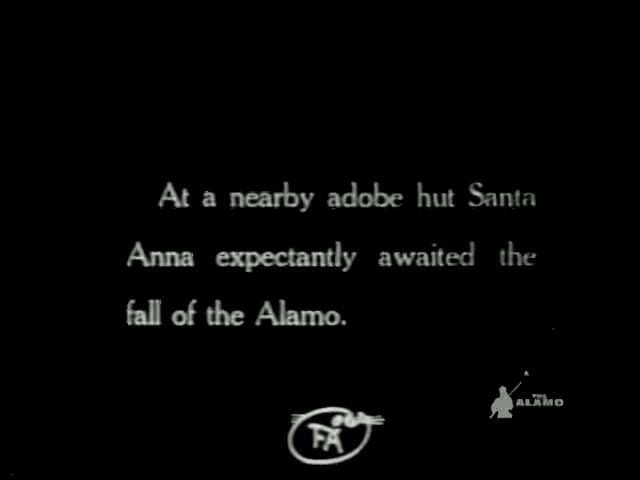 At a nearby adobe hut Santa
Anna expectantly awaited the
fall of the Alamo.
THE
ALAMO
FA